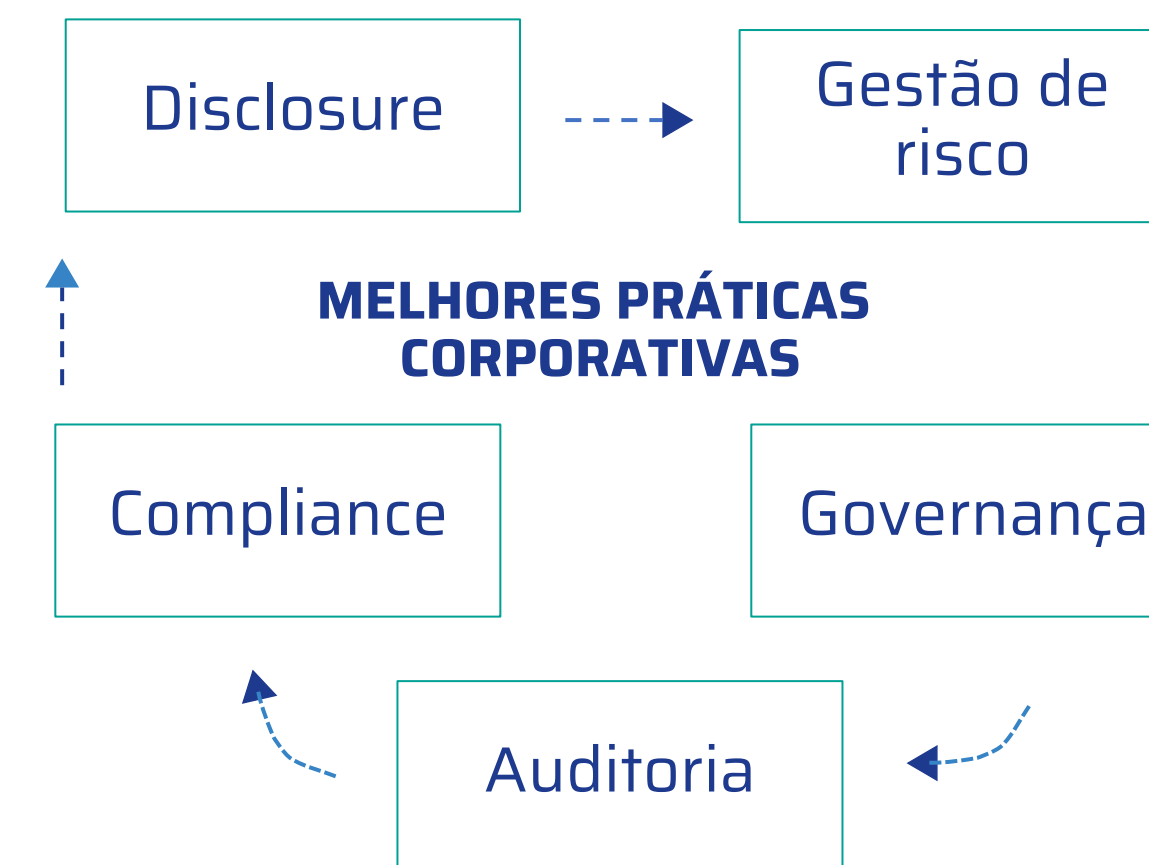 Disclosure
Gestão de
risco
MELHORES PRÁTICAS
CORPORATIVAS
Compliance
Governança
Auditoria